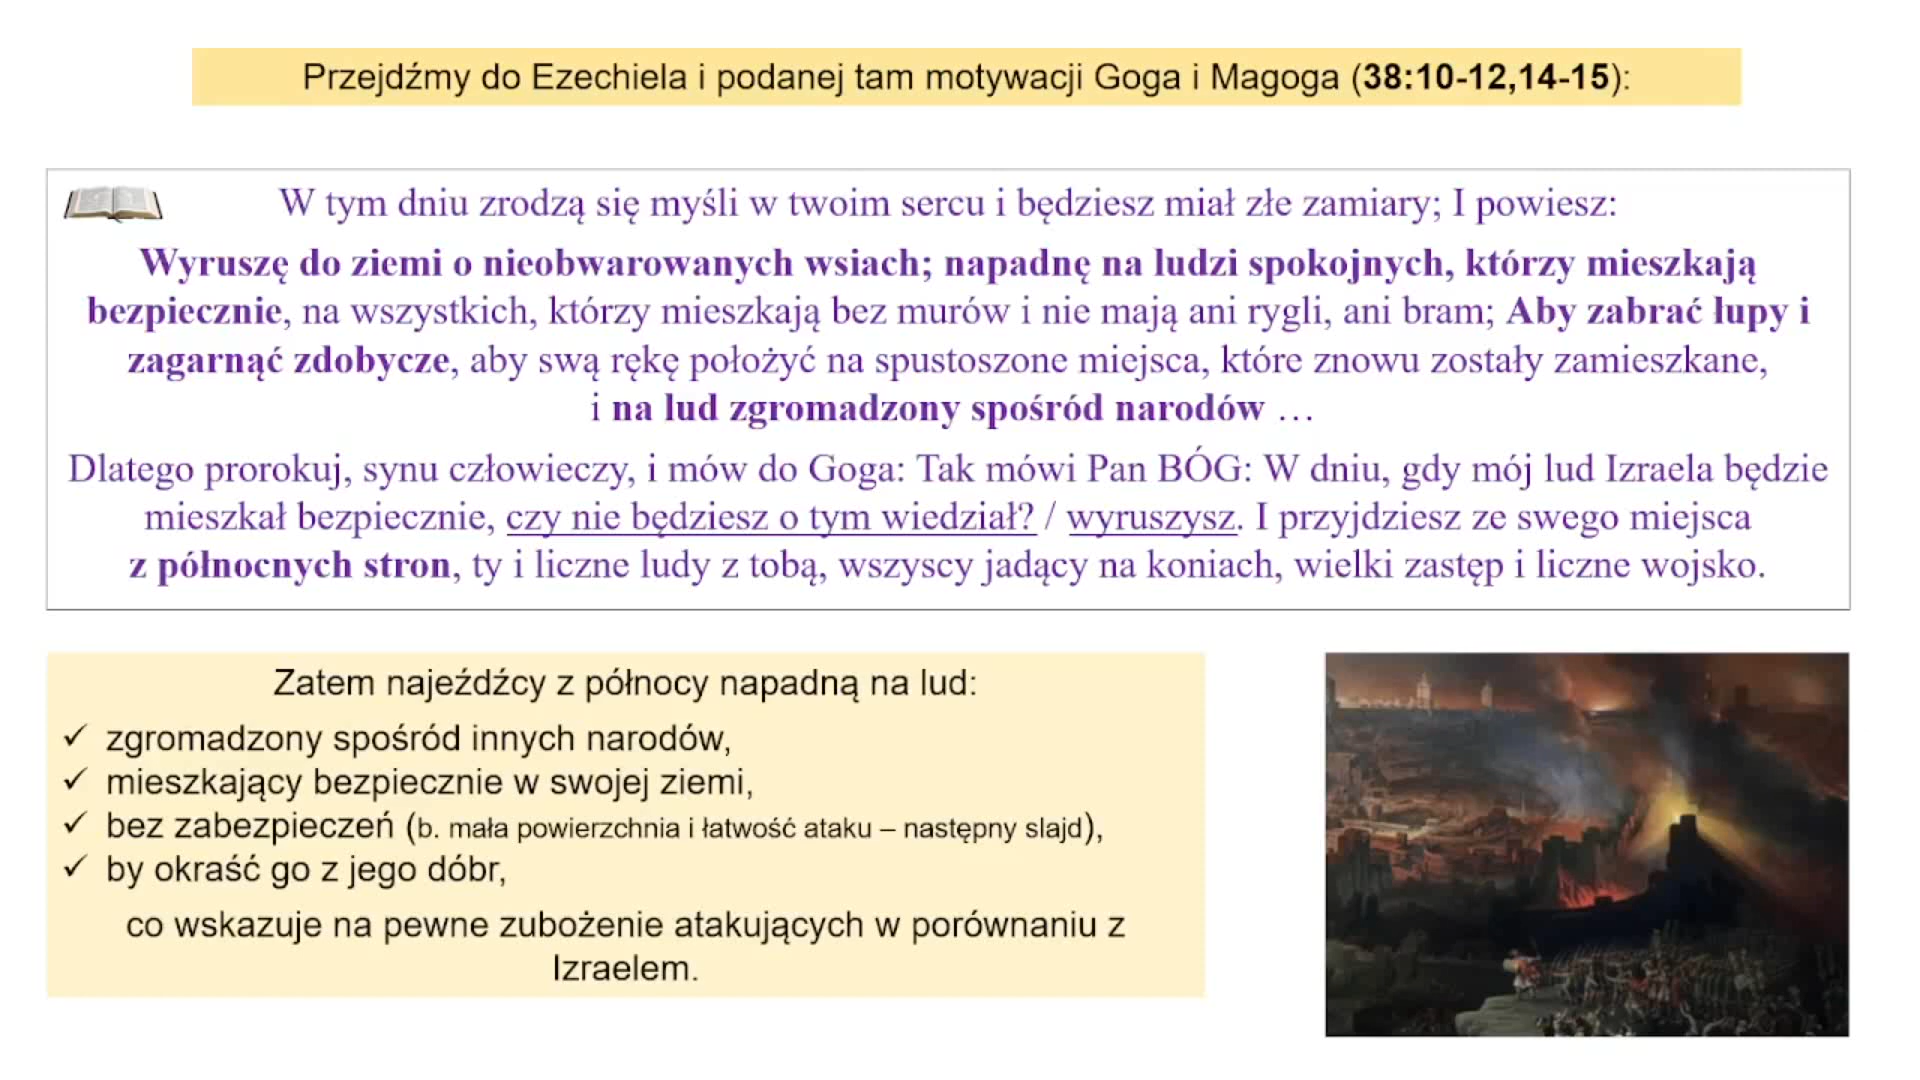 Przejdźmy do Ezechiela i podanej tam motywacji Goga i Magoga (38:10-12,14-15):
W tym dniu zrodzą się myśli w twoim sercu i będziesz miał złe zamiary; I powiesz:
Wyruszę do ziemi o nieobwarowanych wsiach; napadnę na ludzi spokojnych, którzy mieszkają
bezpiecznie, na wszystkich, którzy mieszkają bez murów i nie mają ani rygli, ani bram; Aby zabrać łupy i
zagarnąć zdobycze, aby swą rękę położyć na spustoszone miejsca, które znowu zostały zamieszkane,
i na lud zgromadzony spośród narodów …
Dlatego prorokuj, synu człowieczy, i mów do Goga: Tak mówi Pan BÓG: W dniu, gdy mój lud Izraela będzie
mieszkał bezpiecznie, czy nie będziesz o tym wiedział? / wyruszysz. I przyjdziesz ze swego miejsca
z północnych stron, ty i liczne ludy z tobą, wszyscy jadący na koniach, wielki zastęp i liczne wojsko.
Zatem najeźdźcy z północy napadną na lud:
✓ zgromadzony spośród innych narodów,
✓ mieszkający bezpiecznie w swojej ziemi,
✓ bez zabezpieczeń (b. mała powierzchnia i łatwość ataku – następny slajd),
✓ by okraść go z jego dóbr,
co wskazuje na pewne zubożenie atakujących w porównaniu z
Izraelem.